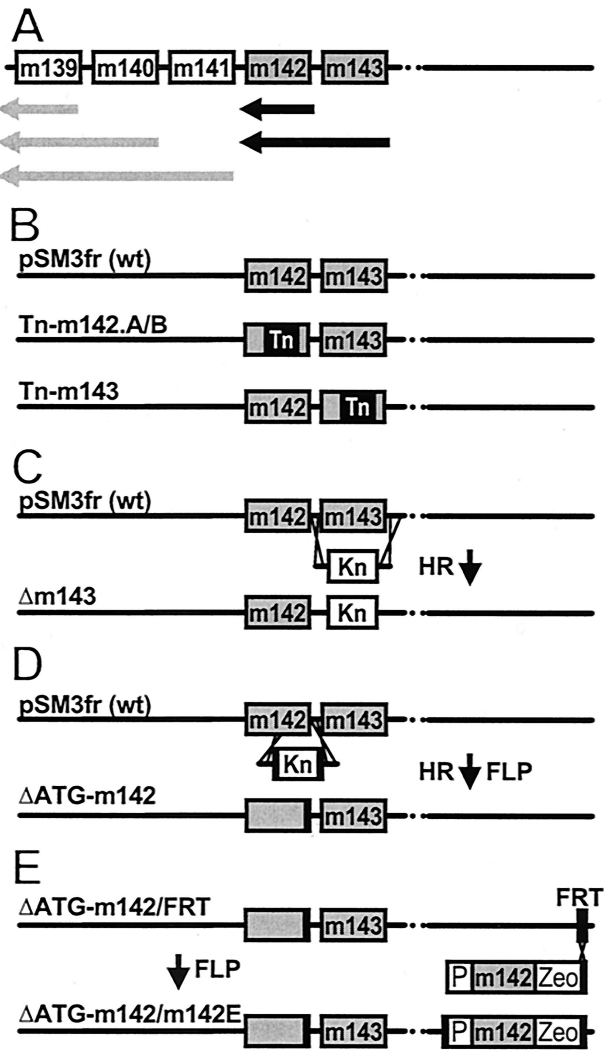 A
m139 m140 m141 m142 m143
B
pSM3fr (wt)
m142 m143
Tn-m142.A/B
Tn m143
Tn-m143
m142 Tn
C
pSM3fr (wt)
m142 m143
Kn HR
Δm143
m142 Kn
D
pSM3fr (wt)
m142 m143
Kn HR FLP
ΔATG-m142
m143
E
FRT
ΔATG-m142/FRT
m143
FLP
P m142 Zeo
ΔATG-m142/m142E
m143 P m142 Zeo